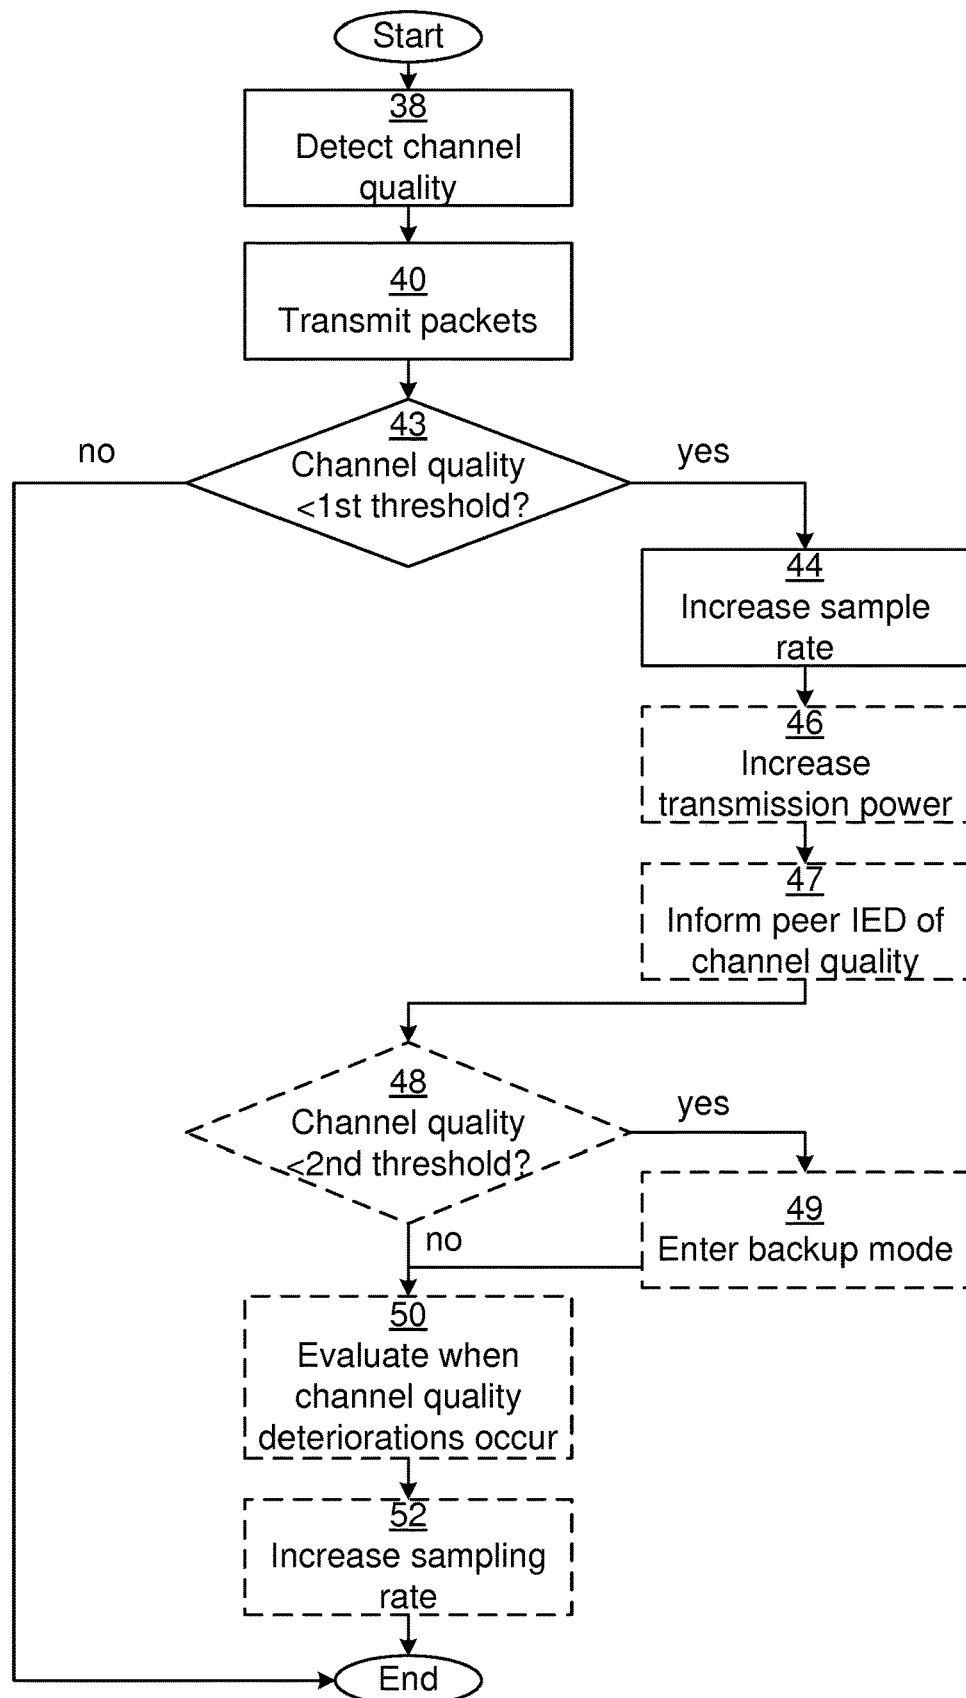 Start
38
Detect channel
quality
40
Transmit packets
43
Channel quality
<1st threshold?
no
yes
44
Increase sample
rate
46
Increase
transmission power
47
Inform peer IED of
channel quality
48
Channel quality
<2nd threshold?
yes
no
49
Enter backup mode
50
Evaluate when
channel quality
deteriorations occur
52
Increase sampling
rate
End